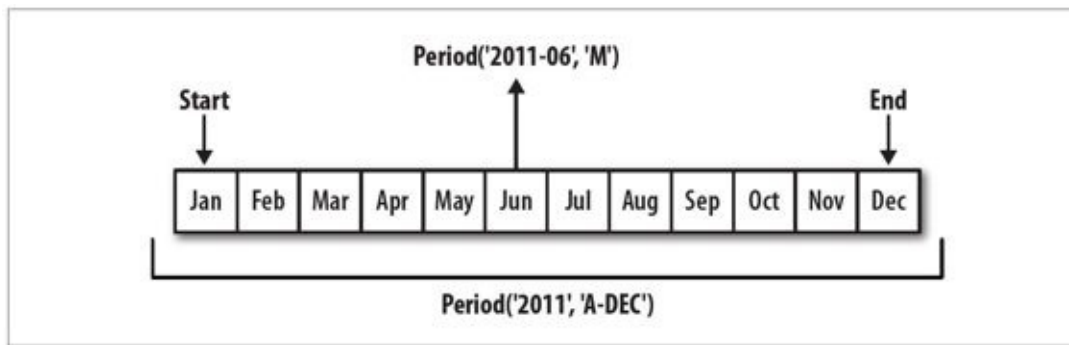 Period('2011-06', 'M')
Start End
Jan Feb Mar Apr May Jun Jul Aug Sep Oct Nov Dec
Period('2011', 'A-DEC')